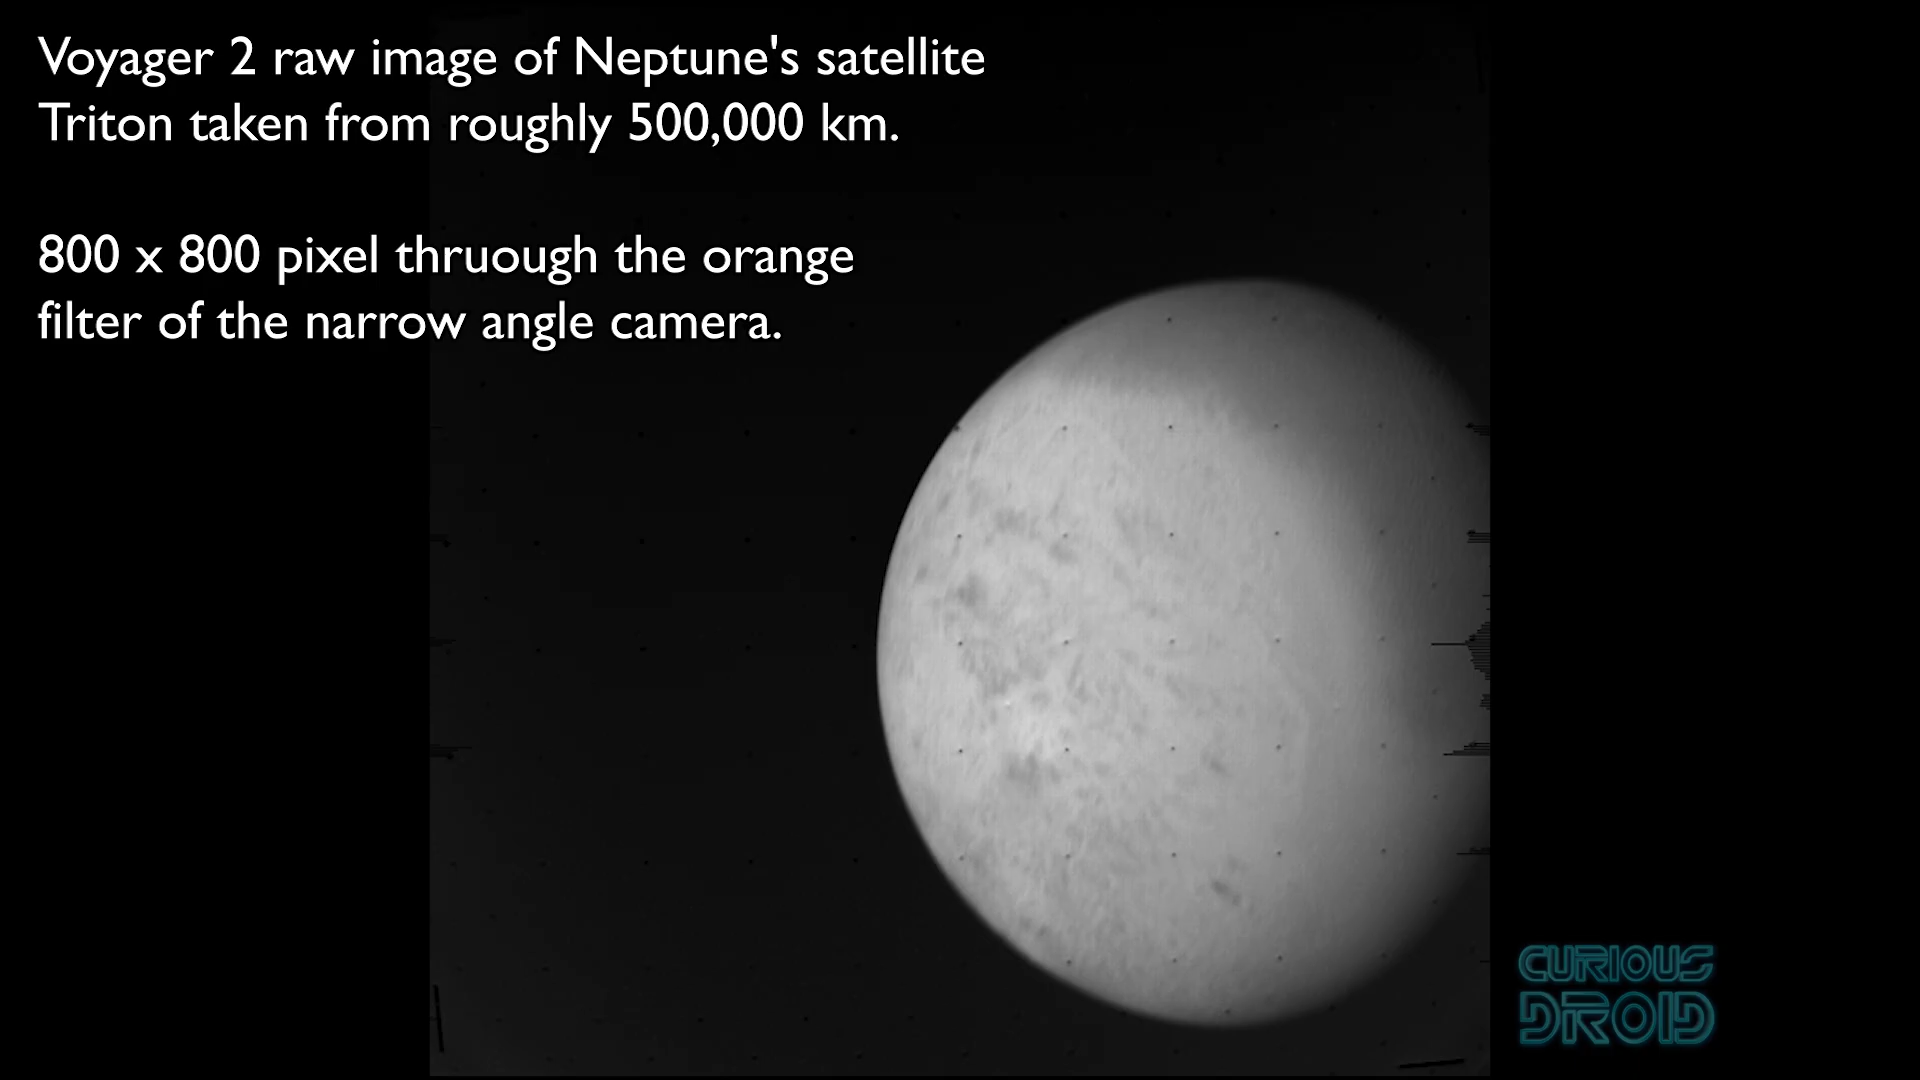 Voyager 2 raw image of Neptune's satellite
Triton taken from roughly 500,000 km.
800 x 800 pixel thruough the orange
filter of the narrow angle camera.
CURIOUS
DROID